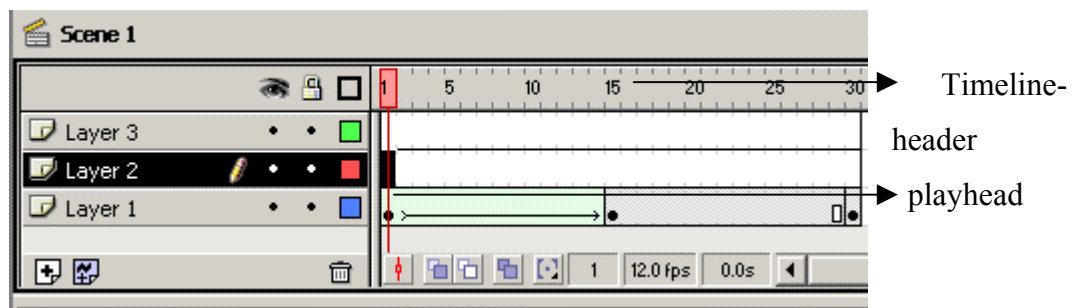 Scene 1
1 5 10 15 20 25 30
Timeline-
header
Layer 3
Layer 2
Layer 1
playhead
1 12.0 fps 0.0s